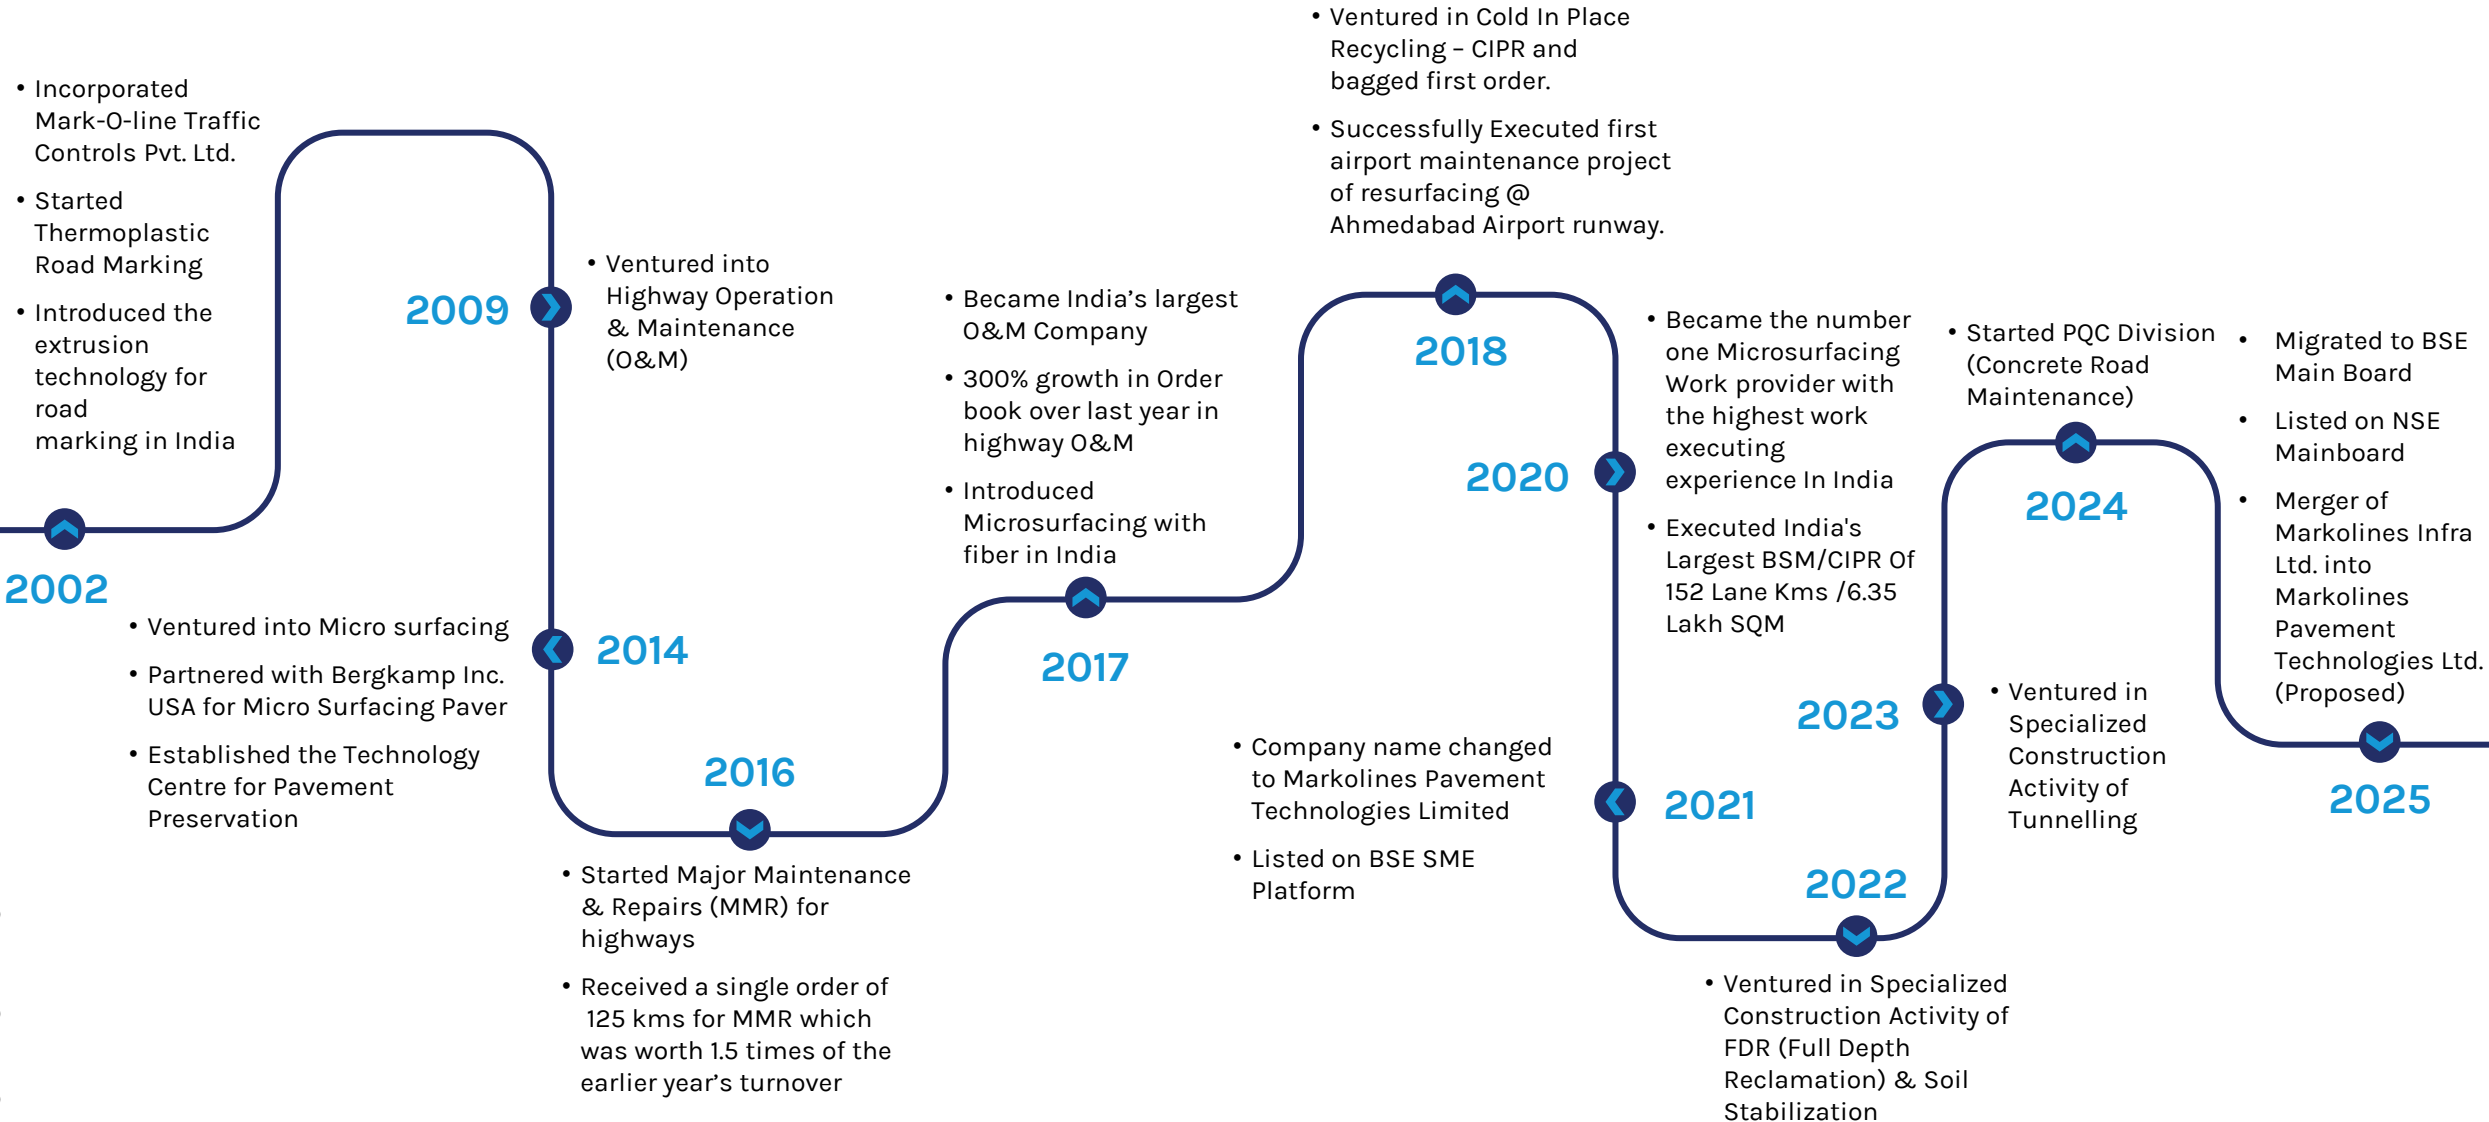 • Incorporated
Mark-O-line Traffic
Controls Pvt. Ltd.
• Started
Thermoplastic
Road Marking
• Introduced the
extrusion
technology for
road
marking in India
2002
2009
• Ventured into
Highway Operation
& Maintenance
(O&M)
• Ventured into Micro surfacing
• Partnered with Bergkamp Inc.
USA for Micro Surfacing Paver
• Established the Technology
Centre for Pavement
Preservation
2014
2016
• Started Major Maintenance
& Repairs (MMR) for
highways
• Received a single order of
125 kms for MMR which
was worth 1.5 times of the
earlier year’s turnover
• Became India’s largest
O&M Company
• 300% growth in Order
book over last year in
highway O&M
• Introduced
Microsurfacing with
fiber in India
2017
• Ventured in Cold In Place
Recycling – CIPR and
bagged first order.
• Successfully Executed first
airport maintenance project
of resurfacing @
Ahmedabad Airport runway.
2018
2020
• Became the number
one Microsurfacing
Work provider with
the highest work
executing
experience In India
• Executed India's
Largest BSM/CIPR Of
152 Lane Kms /6.35
Lakh SQM
• Company name changed
to Markolines Pavement
Technologies Limited
• Listed on BSE SME
Platform
2021
2022
• Ventured in Specialized
Construction Activity of
FDR (Full Depth
Reclamation) & Soil
Stabilization
2023
• Ventured in
Specialized
Construction
Activity of
Tunnelling
• Started PQC Division
(Concrete Road
Maintenance)
2024
• Migrated to BSE
Main Board
• Listed on NSE
Mainboard
• Merger of
Markolines Infra
Ltd. into
Markolines
Pavement
Technologies Ltd.
(Proposed)
2025